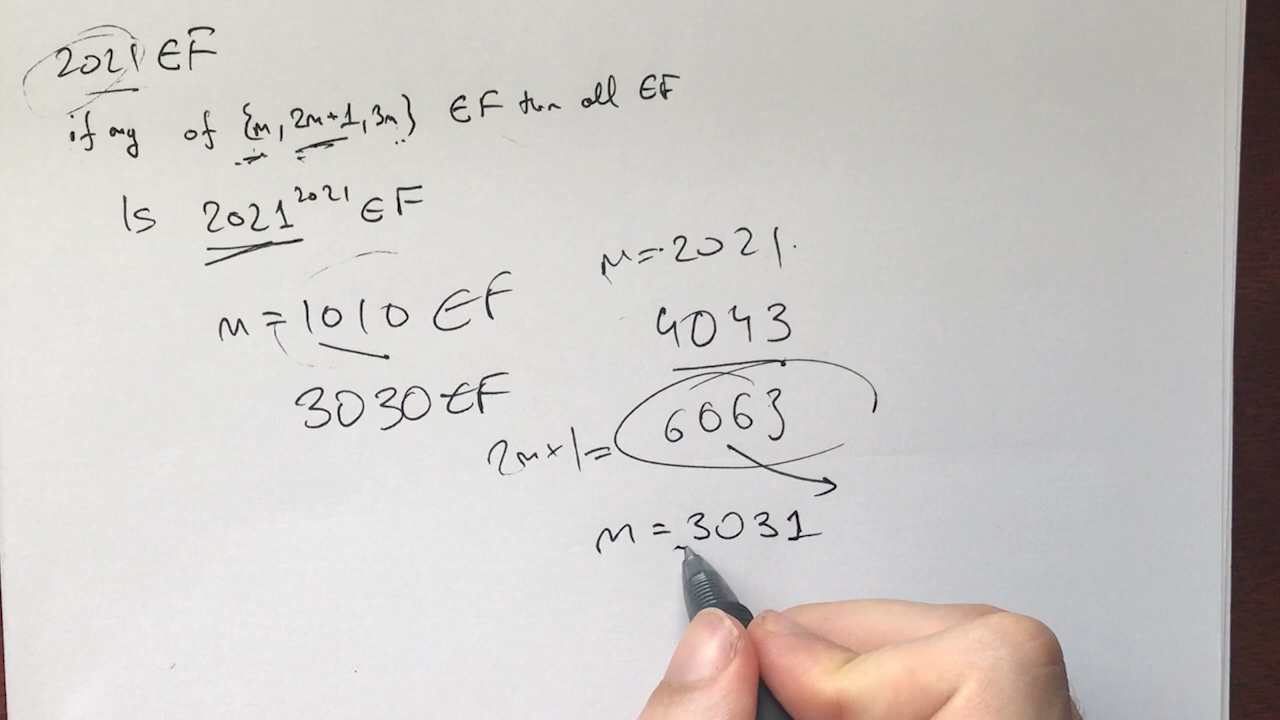 2021 ∈ F
if any of {m, 2m+1, 3m} ∈ F then all ∈ F
Is 2021^2021 ∈ F
m = 1010 ∈ F
3030 ∈ F
m = 2021.
4043
2m+1 = 6063
m = 3031